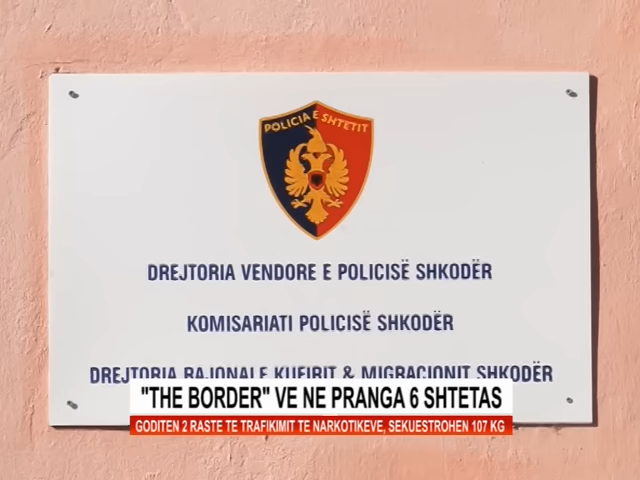 POLICIA E SHTETIT
DREJTORIA VENDORE E POLICISË SHKODËR
KOMISARIATI POLICISË SHKODËR
DREJTORIA RAJONALE KUFIRIT & MIGRACIONIT SHKODËR
"THE BORDER" VE NE PRANGA 6 SHTETAS
GODITEN 2 RASTE TE TRAFIKIMIT TE NARKOTIKEVE, SEKUESTROHEN 107 KG